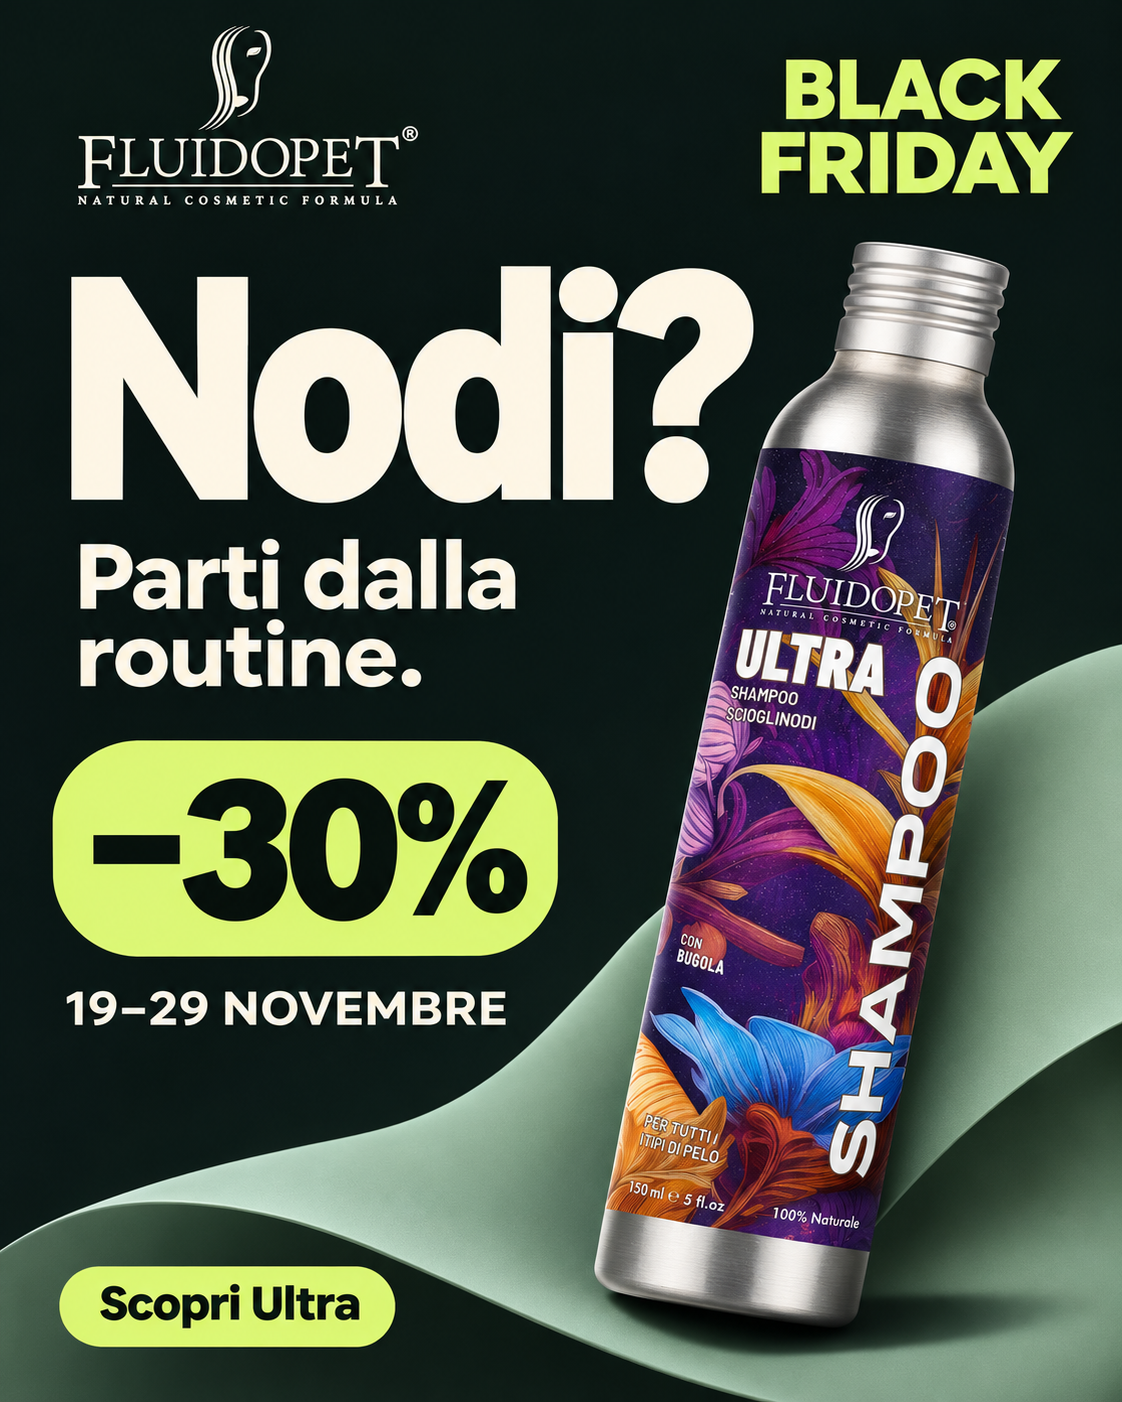 FLUIDOPET®
NATURAL COSMETIC FORMULA
BLACK
FRIDAY
Nodi?
Parti dalla
routine.
–30%
19–29 NOVEMBRE
Scopri Ultra
FLUIDOPET®
NATURAL COSMETIC FORMULA
ULTRA
SHAMPOO
SCIOGLINODI
SHAMPOO
CON
BUGOLA
PER TUTTI I
ITIPI DI PELO
150 ml ℮ 5 fl.oz
100% Naturale